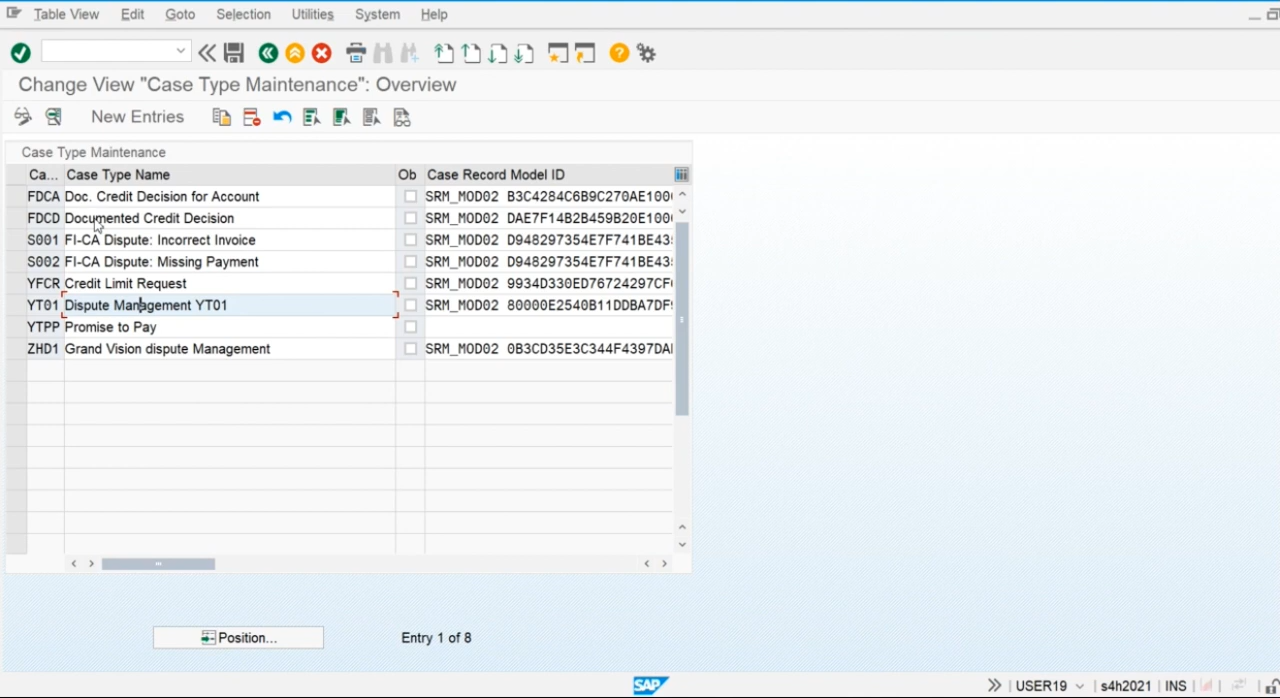 Table View Edit Goto Selection Utilities System Help
Change View "Case Type Maintenance": Overview
New Entries
Case Type Maintenance
Ca... Case Type Name Ob Case Record Model ID
FDCA Doc. Credit Decision for Account SRM_MOD02 B3C4284C6B9C270AE100
FDCD Documented Credit Decision SRM_MOD02 DAE7F14B2B459B20E100
S001 FI-CA Dispute: Incorrect Invoice SRM_MOD02 D948297354E7F741BE43
S002 FI-CA Dispute: Missing Payment SRM_MOD02 D948297354E7F741BE43
YFCR Credit Limit Request SRM_MOD02 9934D330ED76724297CF
YT01 Dispute Management YT01 SRM_MOD02 80000E2540B11DDBA7DF
YTPP Promise to Pay
ZHD1 Grand Vision dispute Management SRM_MOD02 0B3CD35E3C344F4397DA
Position... Entry 1 of 8
SAP USER19 s4h2021 INS